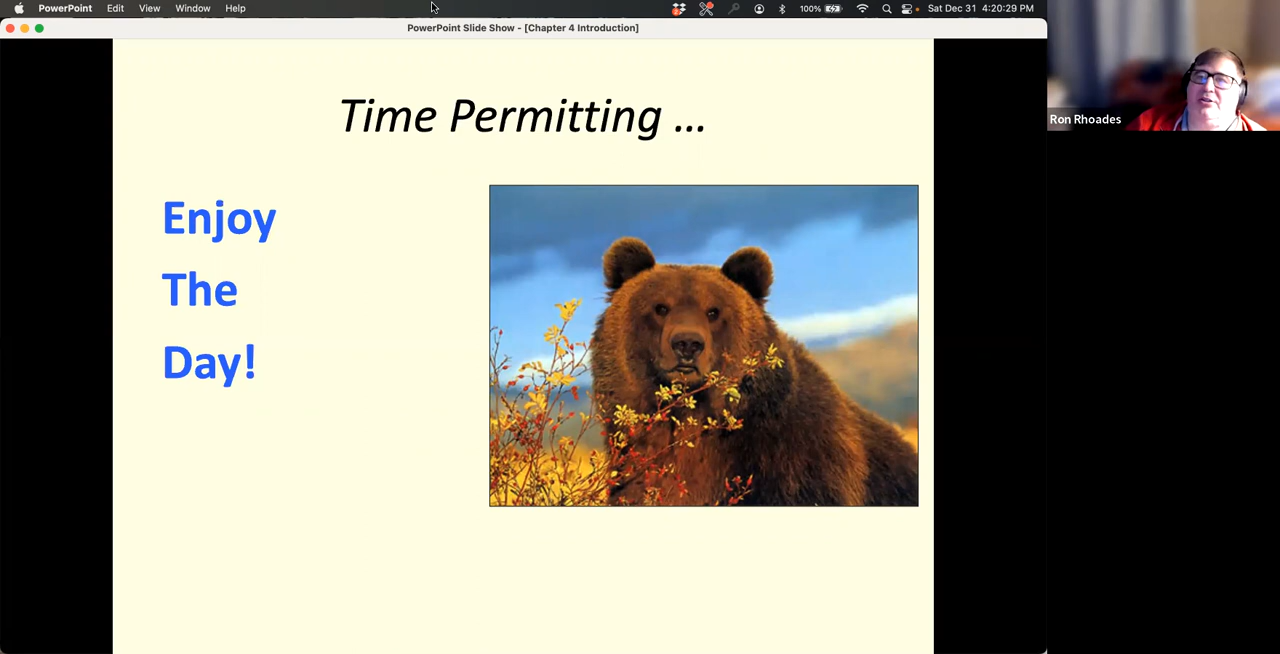 PowerPoint Edit View Window Help 100% Sat Dec 31 4:20:29 PM
PowerPoint Slide Show - [Chapter 4 Introduction]
Ron Rhoades
Time Permitting ...
Enjoy
The
Day!